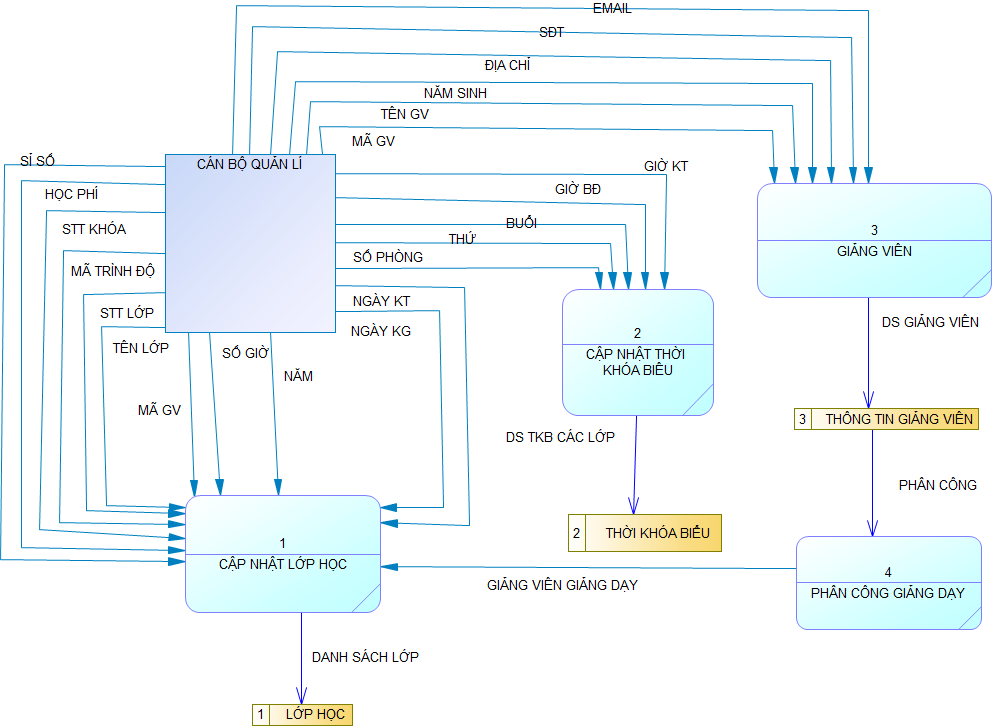 EMAIL
SĐT
ĐỊA CHỈ
NĂM SINH
TÊN GV
MÃ GV
SỈ SỐ
HỌC PHÍ
STT KHÓA
MÃ TRÌNH ĐỘ
STT LỚP
TÊN LỚP
MÃ GV
SỐ GIỜ
NĂM
CÁN BỘ QUẢN LÍ
GIỜ KT
GIỜ BĐ
BUỔI
THỨ
SỐ PHÒNG
NGÀY KT
NGÀY KG
3
GIẢNG VIÊN
2
CẬP NHẬT THỜI
KHÓA BIỂU
DS GIẢNG VIÊN
3 THÔNG TIN GIẢNG VIÊN
DS TKB CÁC LỚP
2 THỜI KHÓA BIỂU
PHÂN CÔNG
4
PHÂN CÔNG GIẢNG DẠY
GIẢNG VIÊN GIẢNG DẠY
1
CẬP NHẬT LỚP HỌC
DANH SÁCH LỚP
1 LỚP HỌC